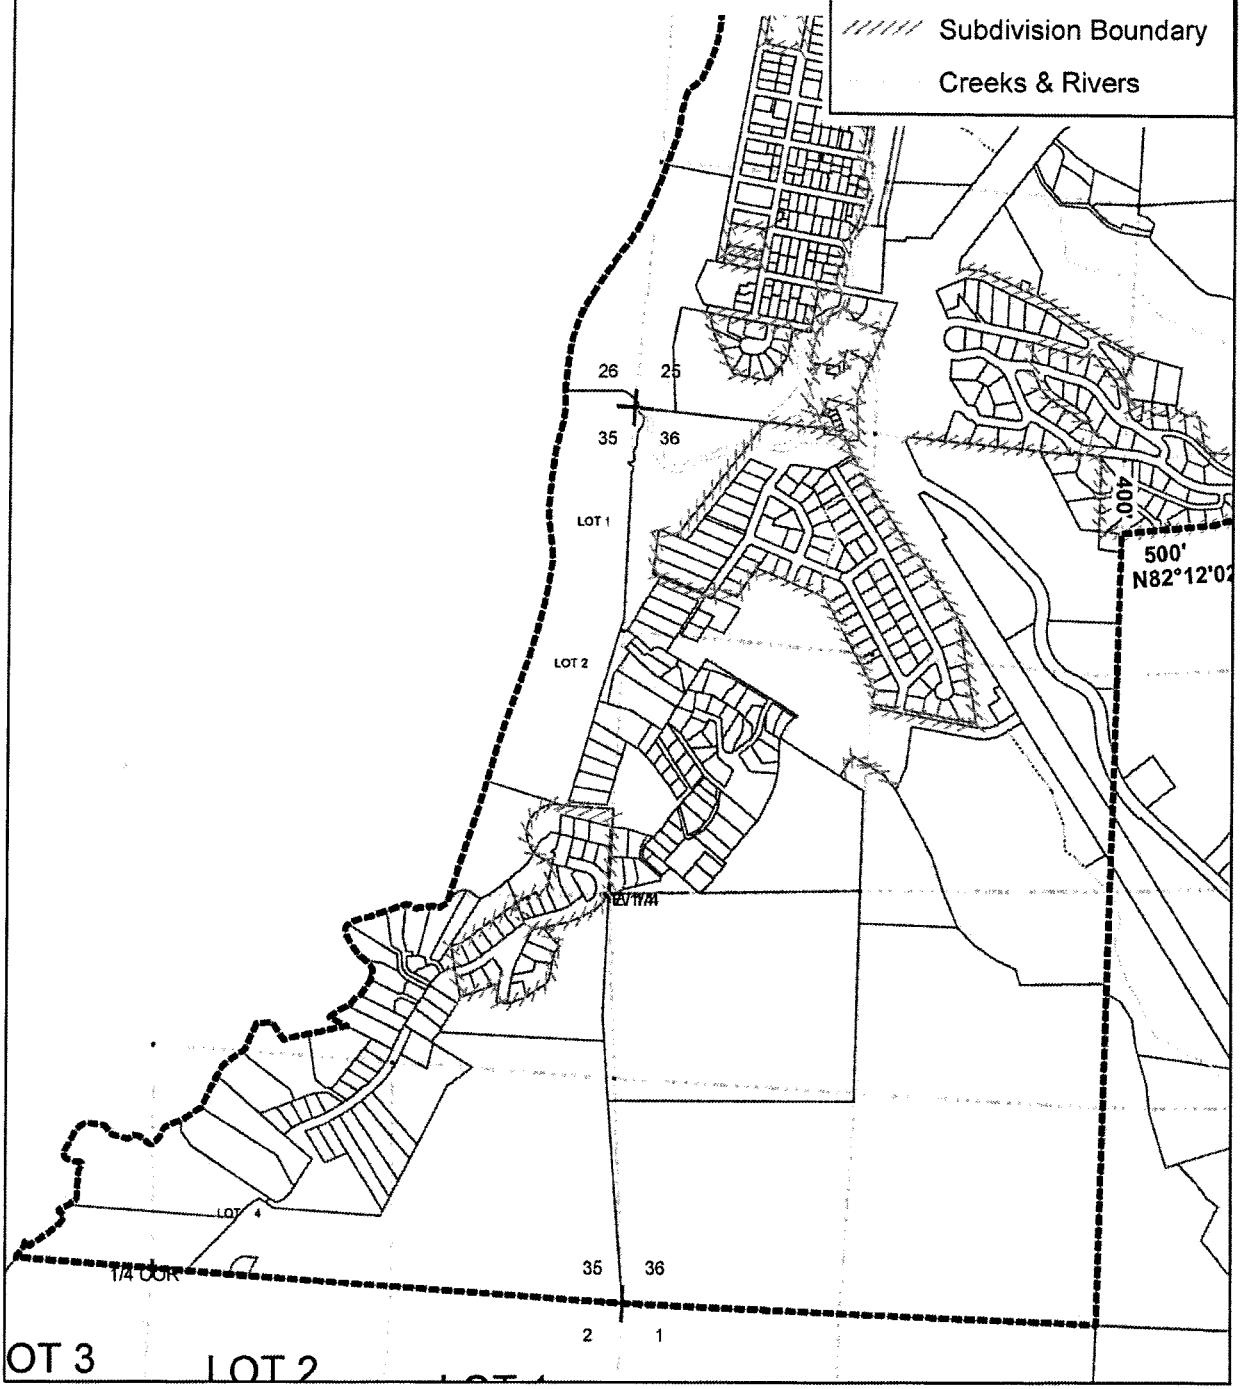 Subdivision Boundary
Creeks & Rivers
26 25
35 36
LOT 1
400'
500'
N82°12'02
LOT 2
LOT 4
1/4 COR
35 36
2 1
OT 3
LOT 2